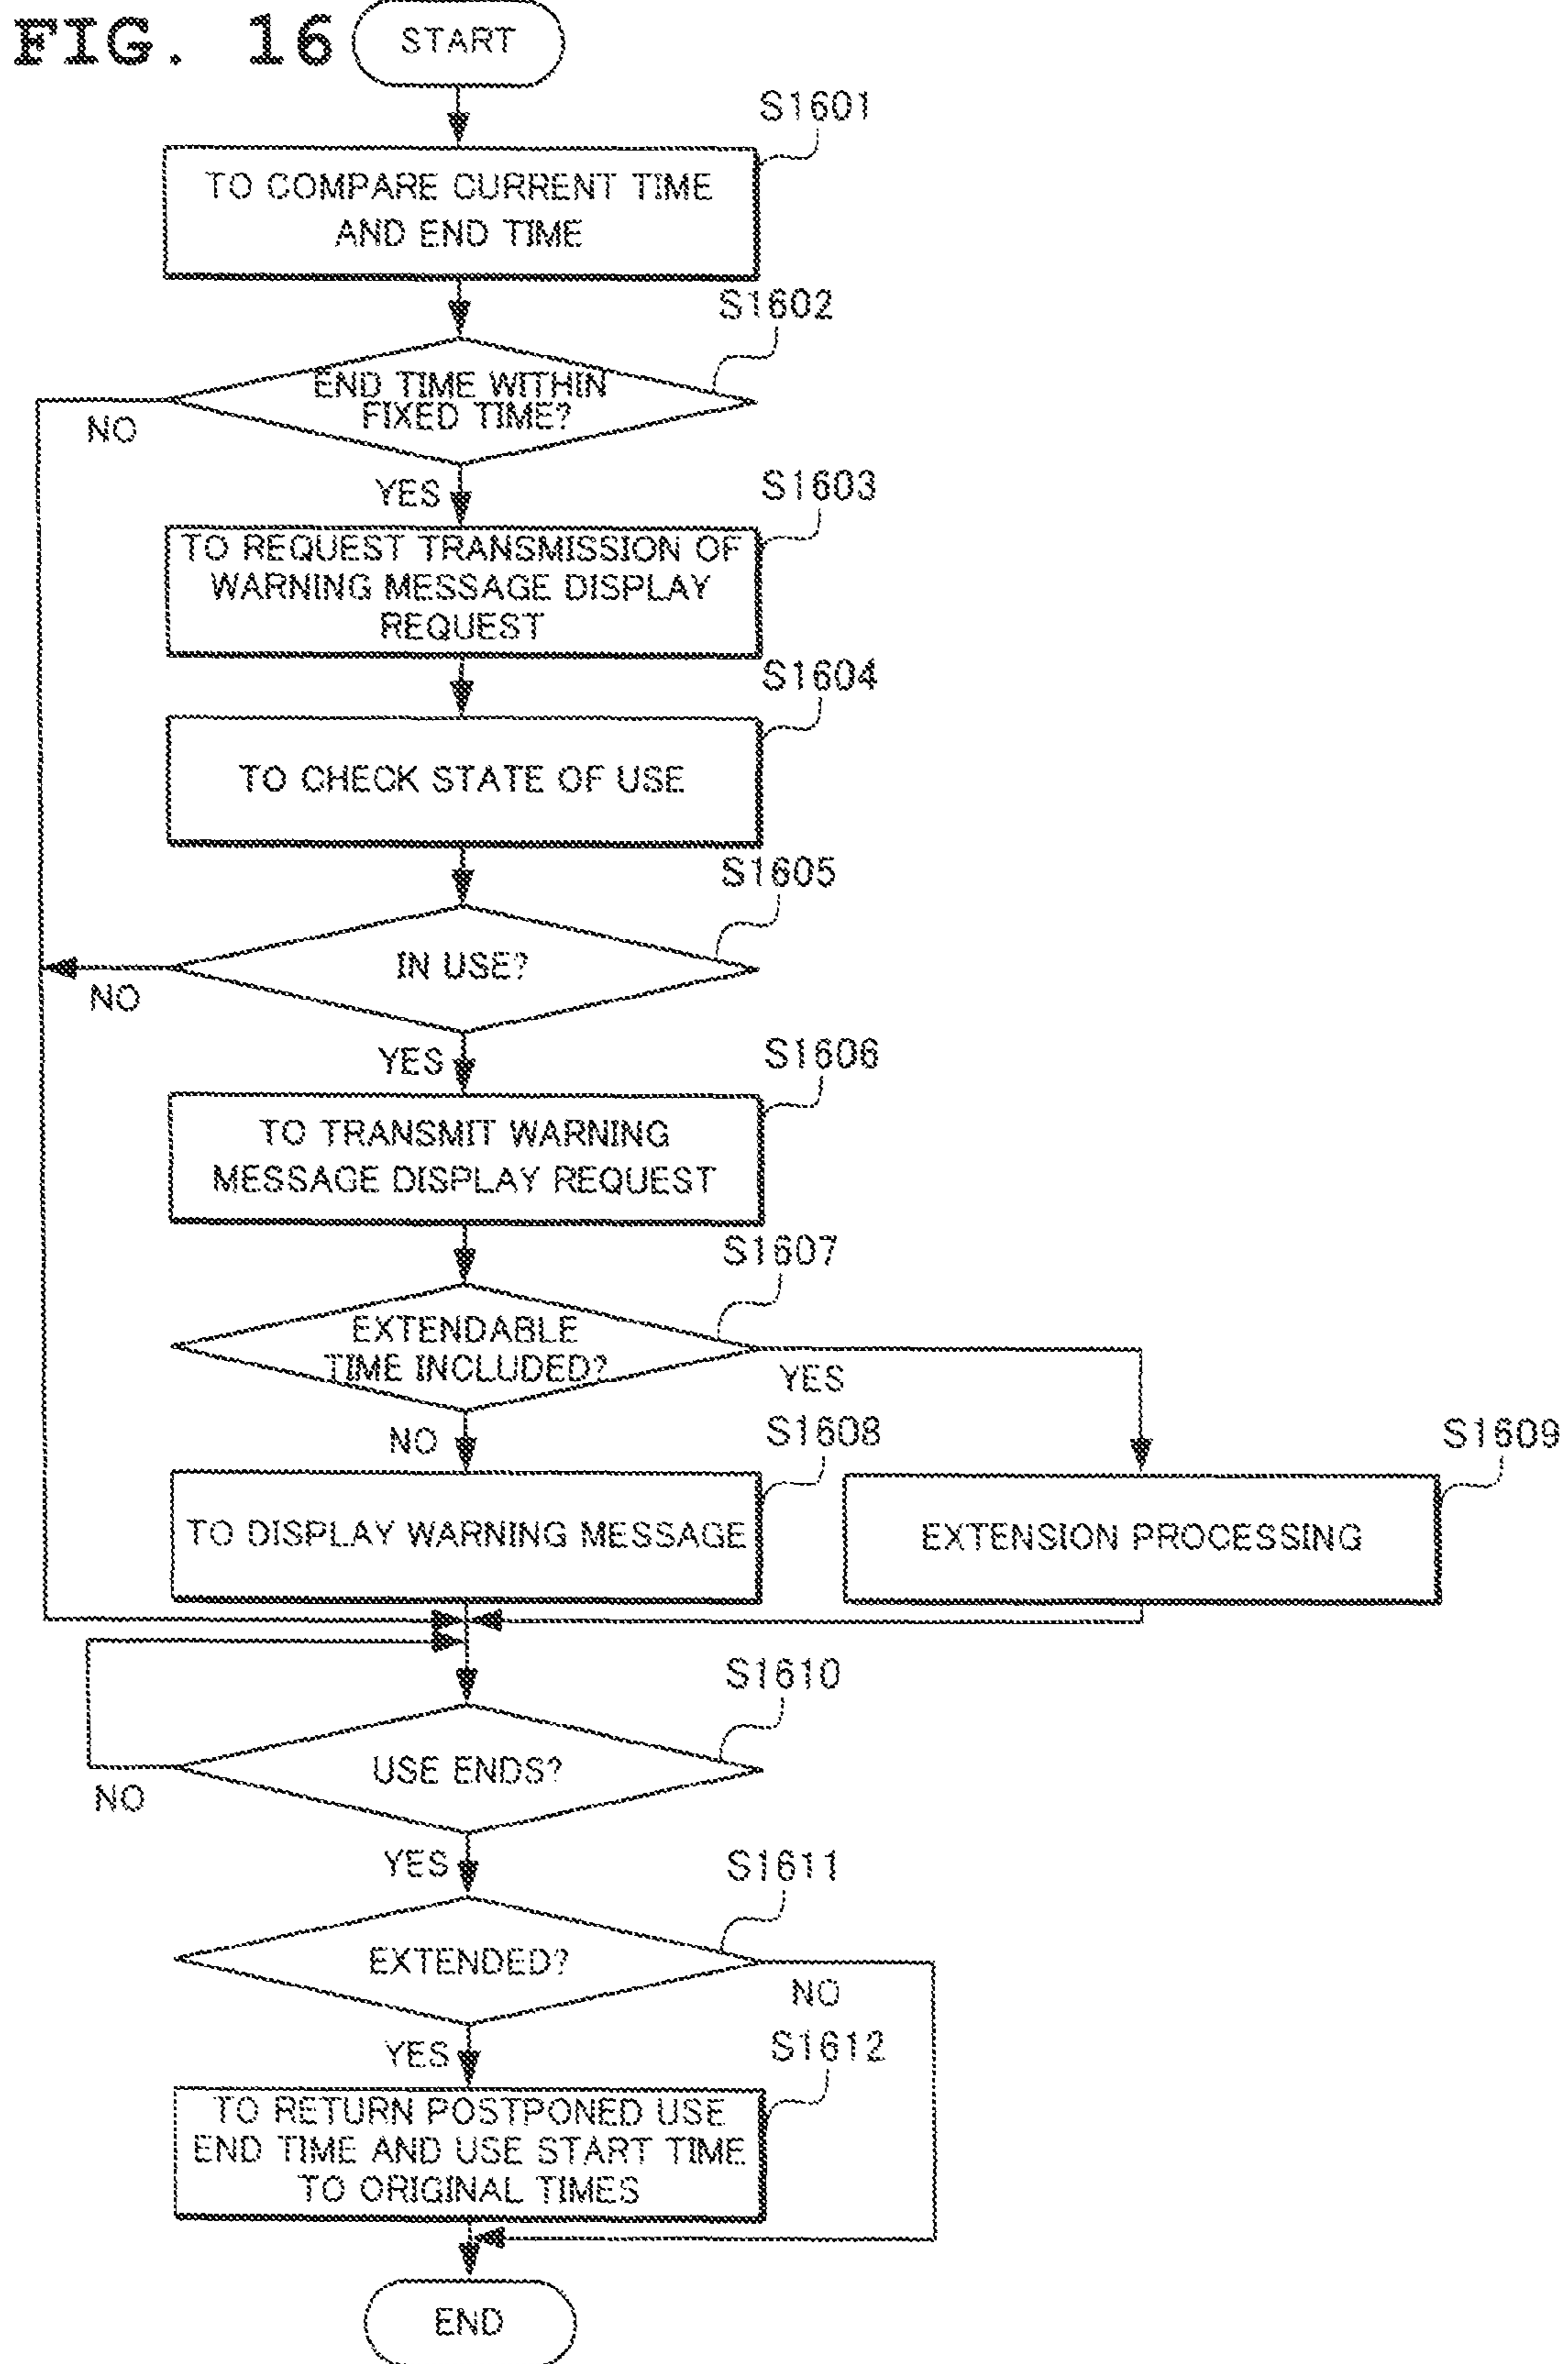 FIG. 16
START
S1601
TO COMPARE CURRENT TIME
AND END TIME
S1602
END TIME WITHIN
FIXED TIME?
NO
YES
S1603
TO REQUEST TRANSMISSION OF
WARNING MESSAGE DISPLAY
REQUEST
S1604
TO CHECK STATE OF USE
S1605
IN USE?
NO
YES
S1606
TO TRANSMIT WARNING
MESSAGE DISPLAY REQUEST
S1607
EXTENDABLE
TIME INCLUDED?
YES
NO
S1608
S1609
TO DISPLAY WARNING MESSAGE
EXTENSION PROCESSING
S1610
USE ENDS?
NO
YES
S1611
EXTENDED?
NO
YES
S1612
TO RETURN POSTPONED USE
END TIME AND USE START TIME
TO ORIGINAL TIMES
END